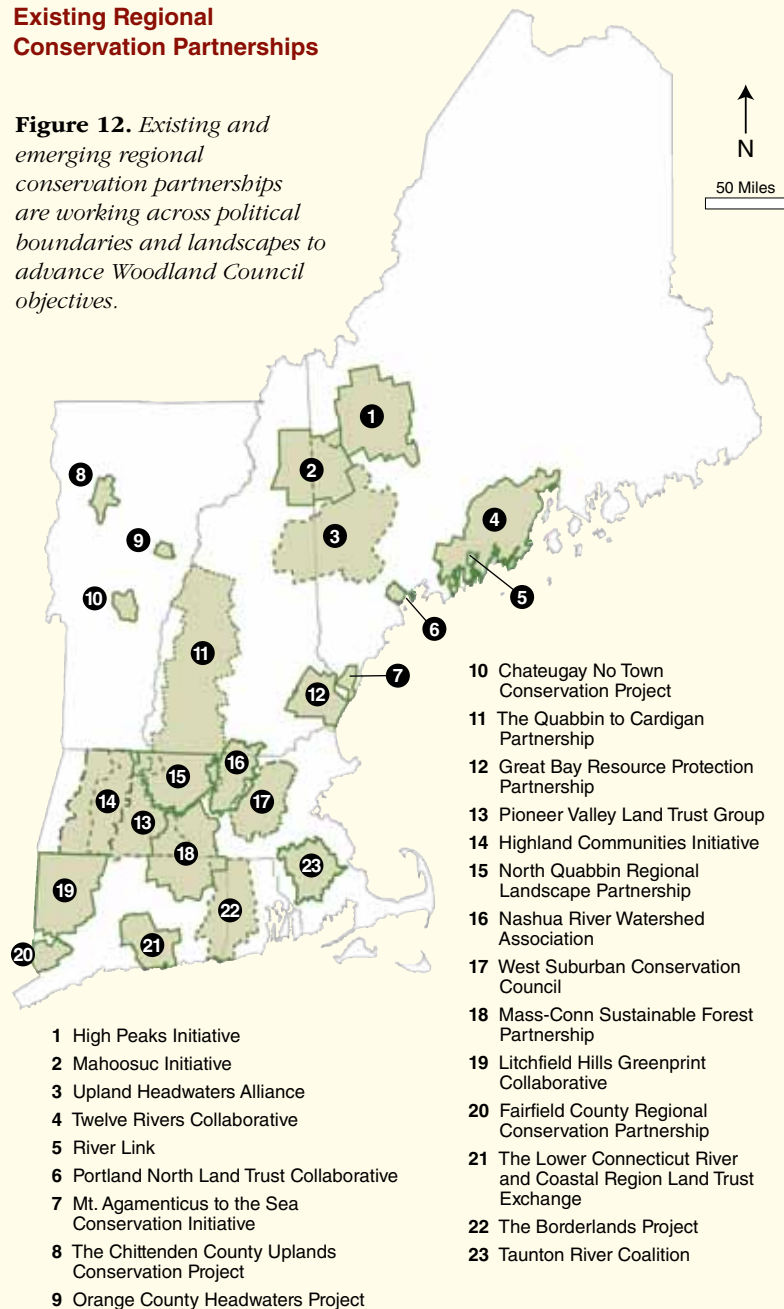 Existing Regional
Conservation Partnerships
Figure 12. Existing and
emerging regional
conservation partnerships
are working across political
boundaries and landscapes to
advance Woodland Council
objectives.
N
50 Miles
1
2
3
4
5
6
7
8
9
10
11
12
13
14
15
16
17
18
19
20
21
22
23
1 High Peaks Initiative
2 Mahoosuc Initiative
3 Upland Headwaters Alliance
4 Twelve Rivers Collaborative
5 River Link
6 Portland North Land Trust Collaborative
7 Mt. Agamenticus to the Sea
Conservation Initiative
8 The Chittenden County Uplands
Conservation Project
9 Orange County Headwaters Project
10 Chateugay No Town
Conservation Project
11 The Quabbin to Cardigan
Partnership
12 Great Bay Resource Protection
Partnership
13 Pioneer Valley Land Trust Group
14 Highland Communities Initiative
15 North Quabbin Regional
Landscape Partnership
16 Nashua River Watershed
Association
17 West Suburban Conservation
Council
18 Mass-Conn Sustainable Forest
Partnership
19 Litchfield Hills Greenprint
Collaborative
20 Fairfield County Regional
Conservation Partnership
21 The Lower Connecticut River
and Coastal Region Land Trust
Exchange
22 The Borderlands Project
23 Taunton River Coalition